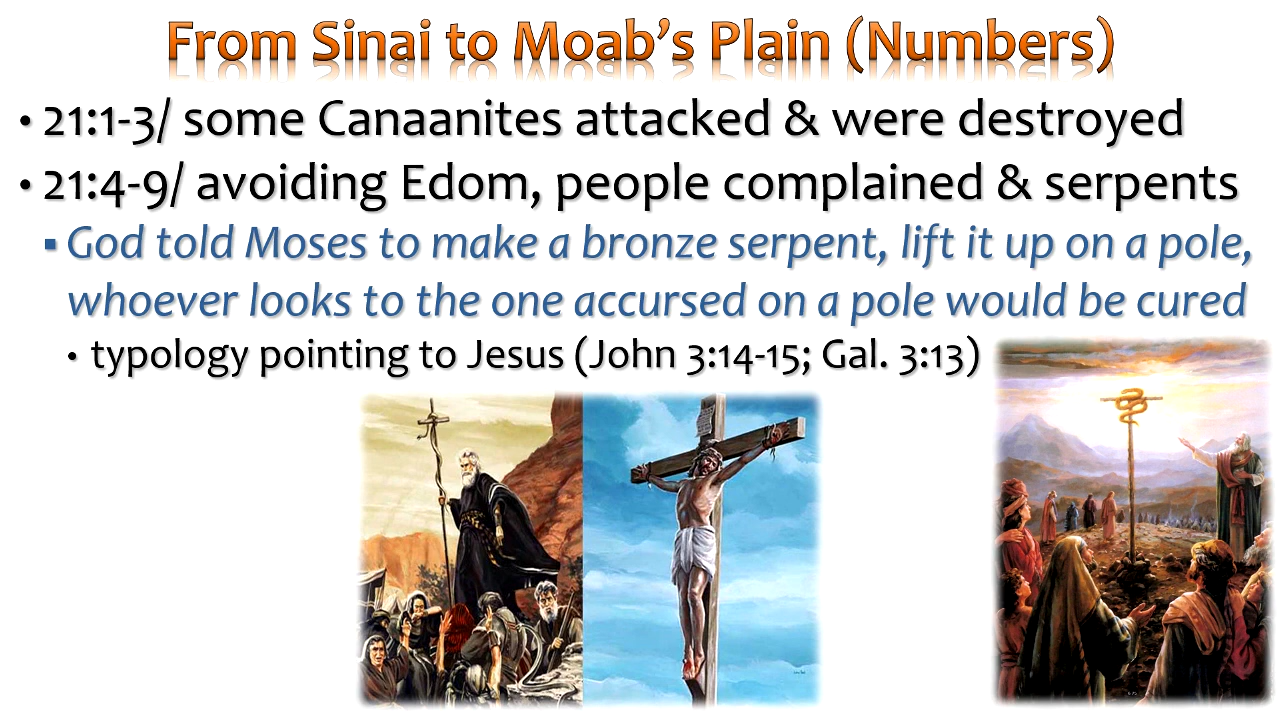 From Sinai to Moab’s Plain (Numbers)
• 21:1-3/ some Canaanites attacked & were destroyed
• 21:4-9/ avoiding Edom, people complained & serpents
▪ God told Moses to make a bronze serpent, lift it up on a pole,
whoever looks to the one accursed on a pole would be cured
• typology pointing to Jesus (John 3:14-15; Gal. 3:13)